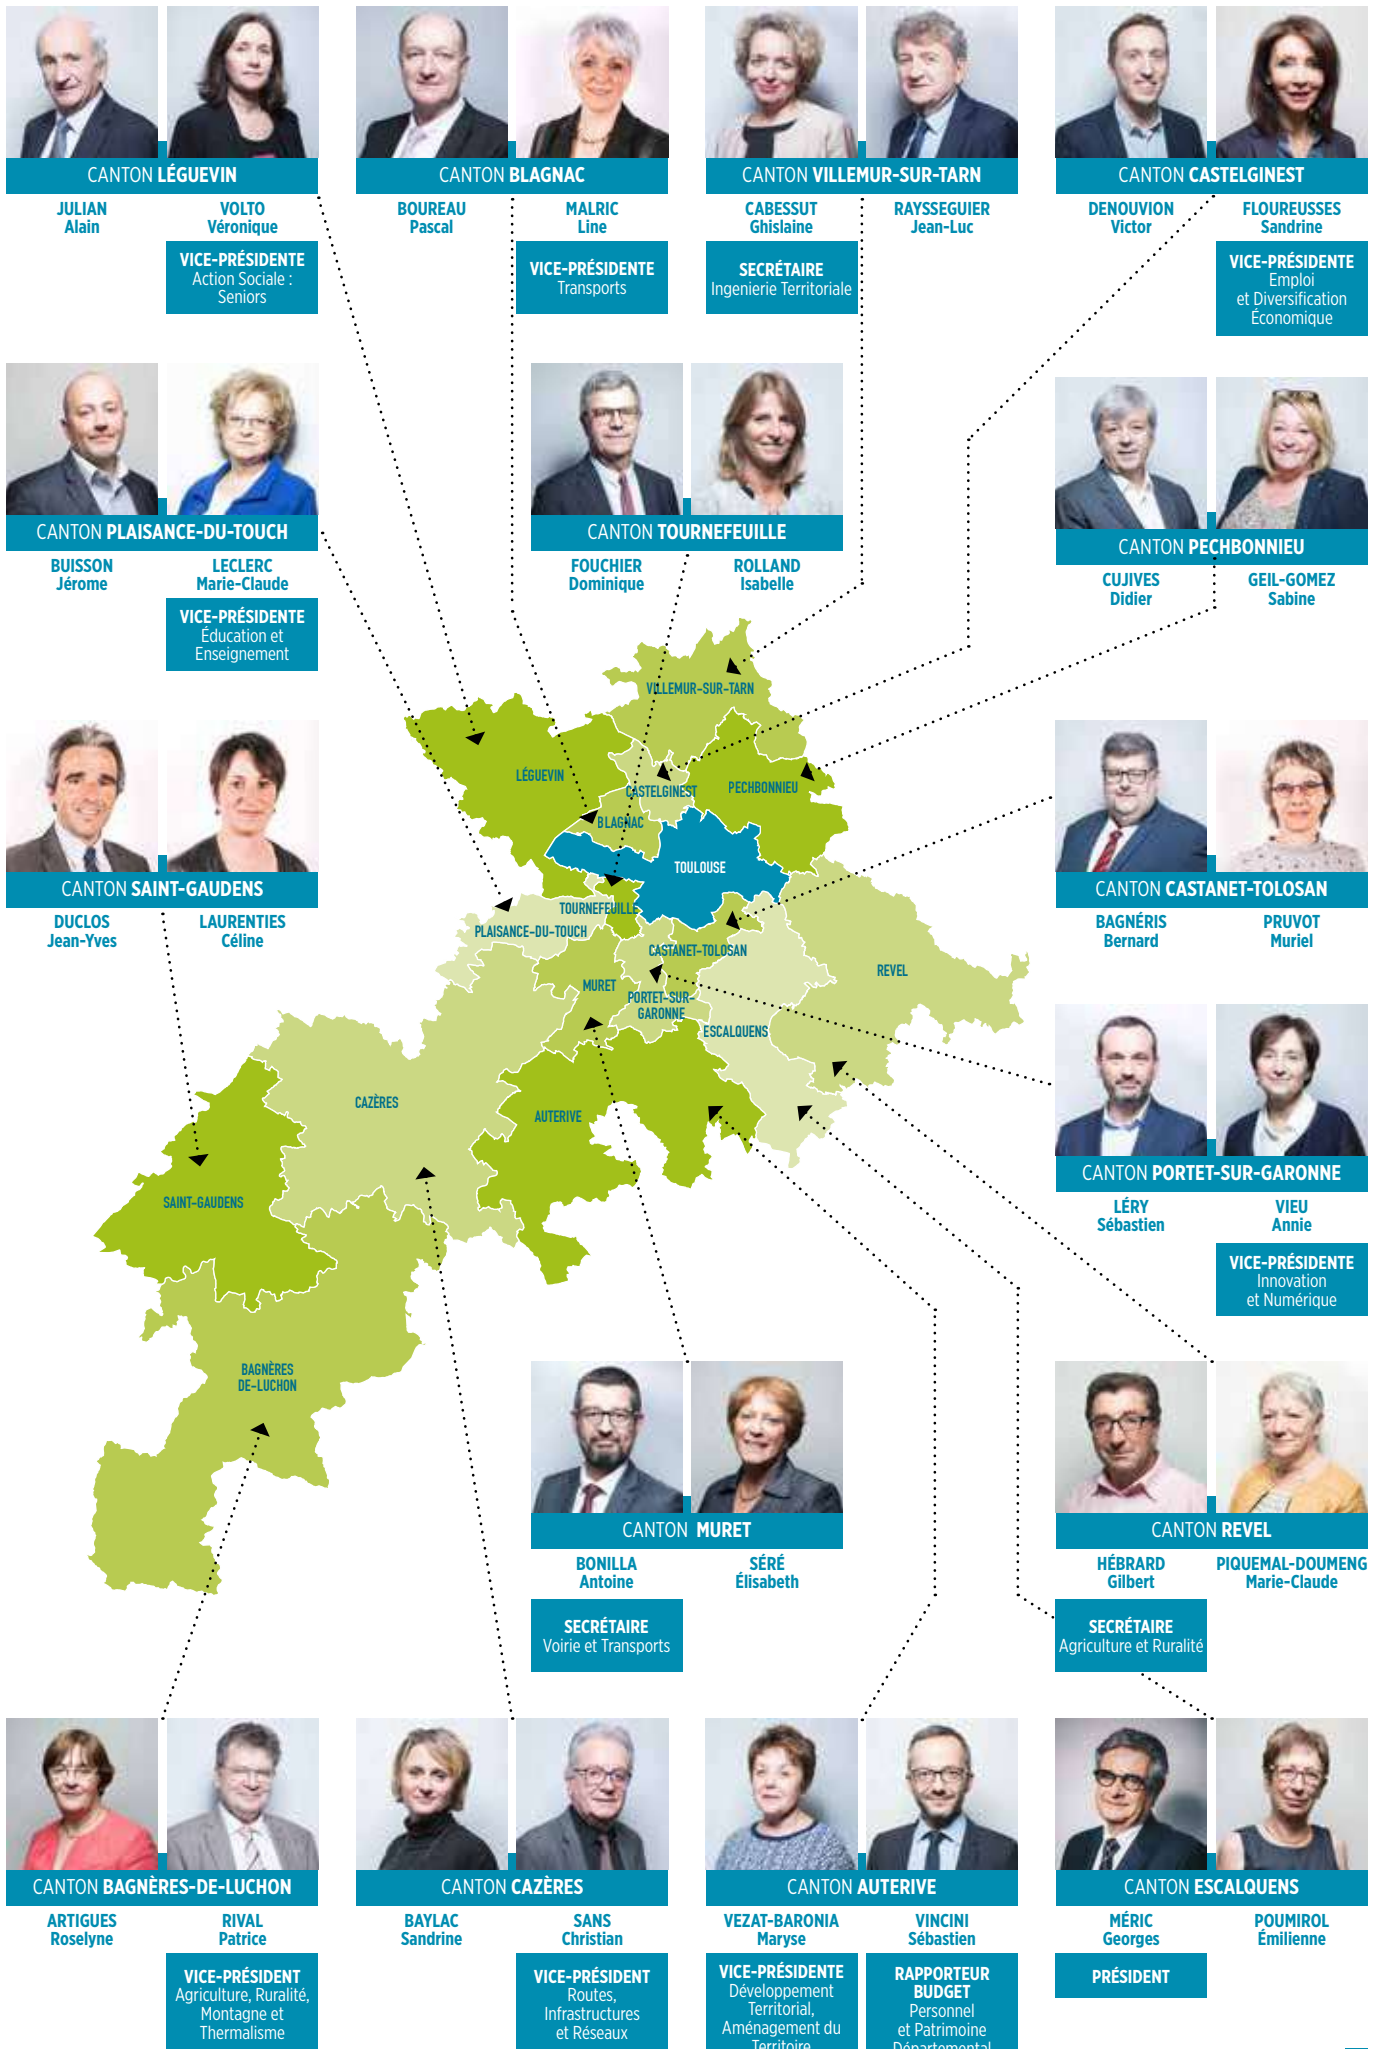 CANTON LÉGUEVIN
JULIAN
Alain
VOLTO
Véronique
VICE-PRÉSIDENTE
Action Sociale :
Seniors
CANTON BLAGNAC
BOUREAU
Pascal
MALRIC
Line
VICE-PRÉSIDENTE
Transports
CANTON VILLEMUR-SUR-TARN
CABESSUT
Ghislaine
SECRÉTAIRE
Ingenierie Territoriale
RAYSSEGUIER
Jean-Luc
CANTON CASTELGINEST
DENOUVION
Victor
FLOUREUSSES
Sandrine
VICE-PRÉSIDENTE
Emploi
et Diversification
Économique
CANTON PLAISANCE-DU-TOUCH
BUISSON
Jérome
LECLERC
Marie-Claude
VICE-PRÉSIDENTE
Éducation et
Enseignement
CANTON TOURNEFEUILLE
FOUCHIER
Dominique
ROLLAND
Isabelle
CANTON PECHBONNIEU
CUJIVES
Didier
GEIL-GOMEZ
Sabine
CANTON SAINT-GAUDENS
DUCLOS
Jean-Yves
LAURENTIES
Céline
VILLEMUR-SUR-TARN
LÉGUEVIN
CASTELGINEST
PECHBONNIEU
BLAGNAC
TOULOUSE
TOURNEFEUILLE
PLAISANCE-DU-TOUCH
CASTANET-TOLOSAN
REVEL
MURET
PORTET-SUR-
GARONNE
ESCALQUENS
CAZÈRES
AUTERIVE
SAINT-GAUDENS
BAGNÈRES
DE-LUCHON
CANTON CASTANET-TOLOSAN
BAGNÉRIS
Bernard
PRUVOT
Muriel
CANTON PORTET-SUR-GARONNE
LÉRY
Sébastien
VIEU
Annie
VICE-PRÉSIDENTE
Innovation
et Numérique
CANTON MURET
BONILLA
Antoine
SECRÉTAIRE
Voirie et Transports
SÉRÉ
Élisabeth
CANTON REVEL
HÉBRARD
Gilbert
SECRÉTAIRE
Agriculture et Ruralité
PIQUEMAL-DOUMENG
Marie-Claude
CANTON BAGNÈRES-DE-LUCHON
ARTIGUES
Roselyne
RIVAL
Patrice
VICE-PRÉSIDENT
Agriculture, Ruralité,
Montagne et
Thermalisme
CANTON CAZÈRES
BAYLAC
Sandrine
SANS
Christian
VICE-PRÉSIDENT
Routes,
Infrastructures
et Réseaux
CANTON AUTERIVE
VEZAT-BARONIA
Maryse
VICE-PRÉSIDENTE
Développement
Territorial,
Aménagement du
Territoire
VINCINI
Sébastien
RAPPORTEUR
BUDGET
Personnel
et Patrimoine
Départemental
CANTON ESCALQUENS
MÉRIC
Georges
PRÉSIDENT
POUMIROL
Émilienne